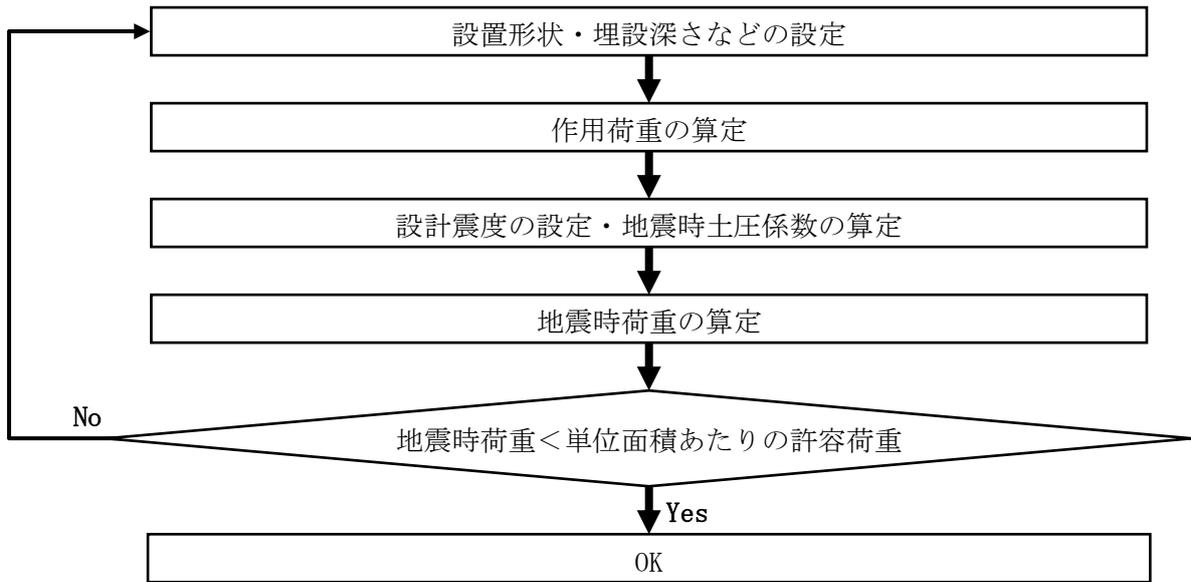 設置形状・埋設深さなどの設定
作用荷重の算定
設計震度の設定・地震時土圧係数の算定
地震時荷重の算定
No
地震時荷重＜単位面積あたりの許容荷重
Yes
OK